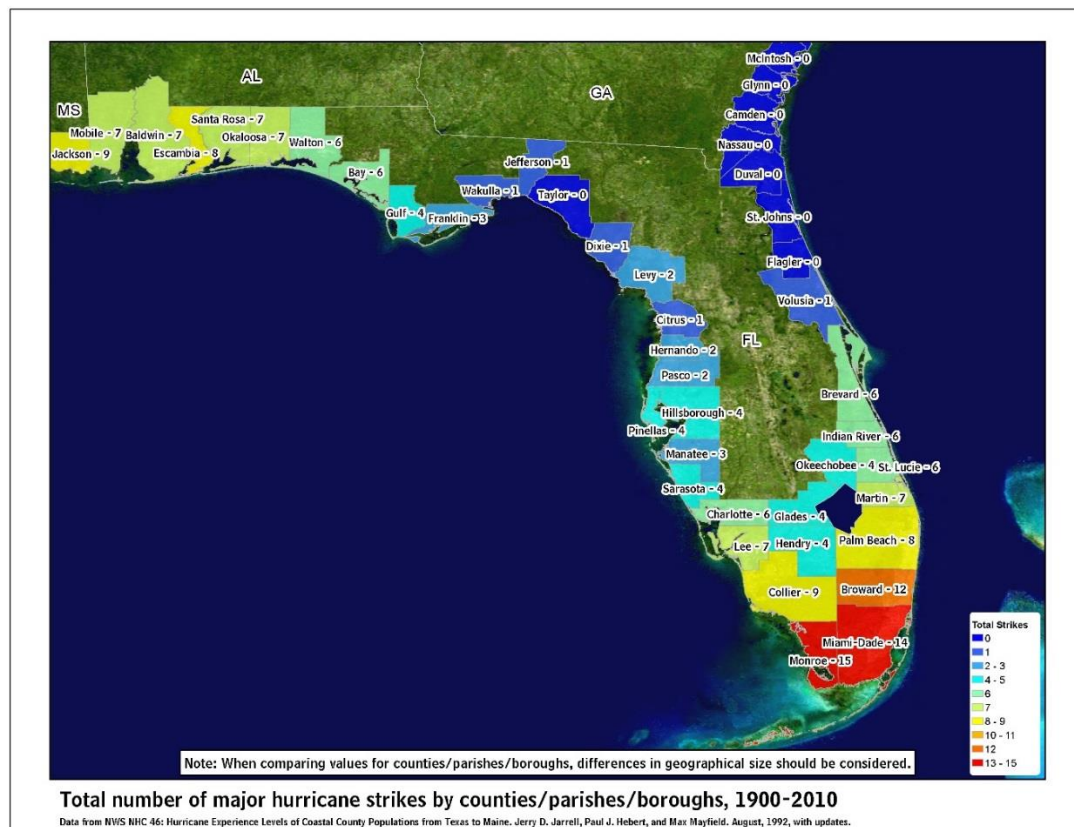 McIntosh - 0
AL
Glynn - 0
GA
MS
Camden - 0
Santa Rosa - 7
Mobile - 7
Baldwin - 7
Okaloosa - 7
Walton - 6
Nassau - 0
Jackson - 9
Escambia - 8
Jefferson - 1
Bay - 6
Duval - 0
Wakulla - 1
Taylor - 0
Gulf - 4
Franklin - 3
St. Johns - 0
Dixie - 1
Flagler - 0
Levy - 2
Volusia - 1
Citrus - 1
FL
Hernando - 2
Pasco - 2
Brevard - 6
Hillsborough - 4
Pinellas - 4
Indian River - 6
Manatee - 3
Okeechobee - 4
St. Lucie - 6
Sarasota - 4
Martin - 7
Charlotte - 6
Glades - 4
Palm Beach - 8
Lee - 7
Hendry - 4
Collier - 9
Broward - 12
Miami-Dade - 14
Monroe - 15
Total Strikes
0
1
2 - 3
4 - 5
6
7
8 - 9
10 - 11
12
13 - 15
Note: When comparing values for counties/parishes/boroughs, differences in geographical size should be considered.
Total number of major hurricane strikes by counties/parishes/boroughs, 1900-2010
Data from NWS NHC 46: Hurricane Experience Levels of Coastal County Populations from Texas to Maine. Jerry D. Jarrell, Paul J. Hebert, and Max Mayfield. August, 1992, with updates.